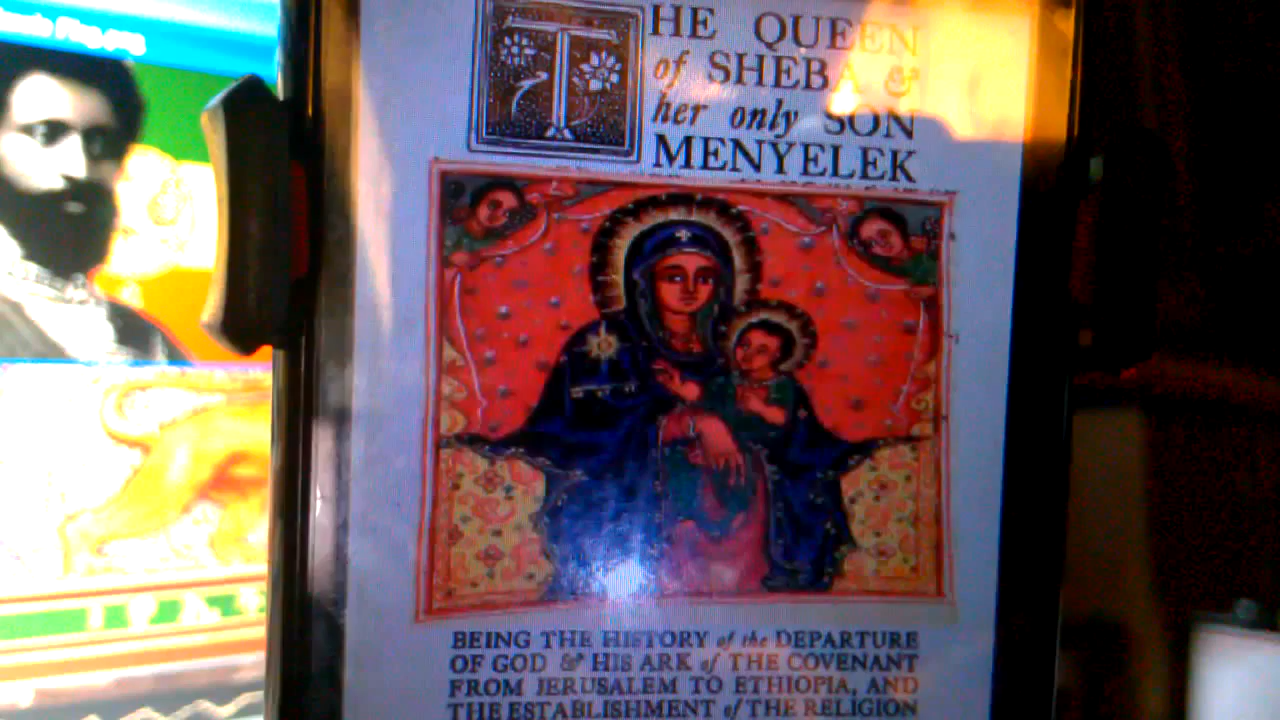 THE QUEEN
of SHEBA &
her only SON
MENYELEK
BEING THE HISTORY of the DEPARTURE
OF GOD & HIS ARK of THE COVENANT
FROM JERUSALEM TO ETHIOPIA, AND
THE ESTABLISHMENT of THE RELIGION